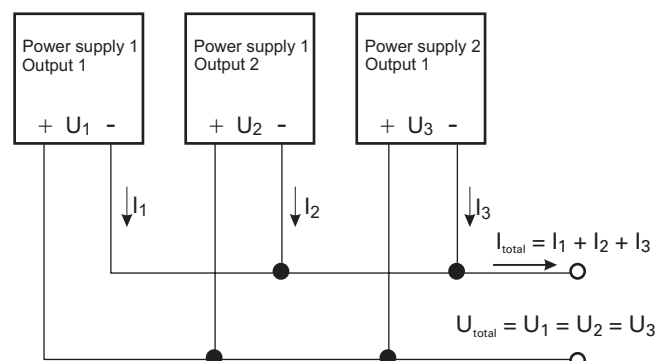 Power supply 1
Output 1
+ U1 -
Power supply 1
Output 2
+ U2 -
Power supply 2
Output 1
+ U3 -
I1
I2
I3
Itotal = I1 + I2 + I3
Utotal = U1 = U2 = U3